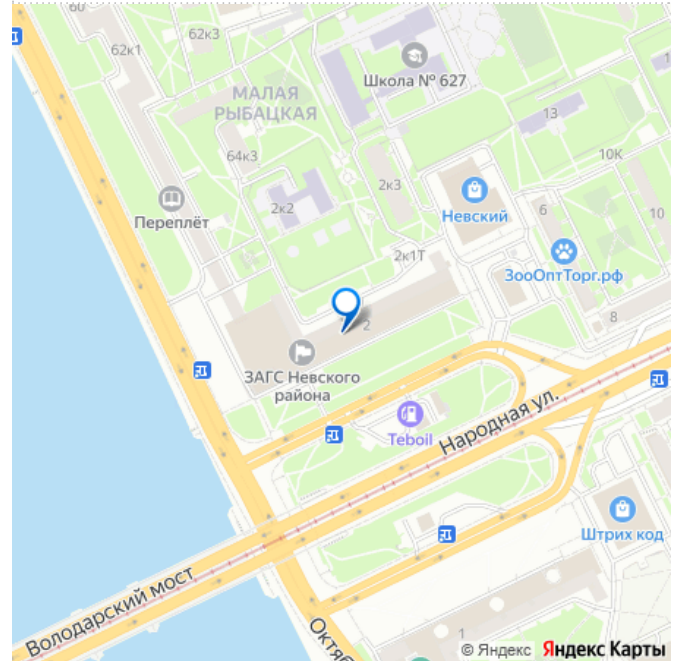 60
62к1
62к3
Школа № 627
МАЛАЯ
РЫБАЦКАЯ
13
10К
64к3
2к3
2к2
Переплёт
Невский
6
10
2к1Т
ЗооОптТорг.рф
2
8
ЗАГС Невского
района
Teboil
Народная ул.
Штрих код
Володарский мост
Октяб
1
© Яндекс Яндекс Карты